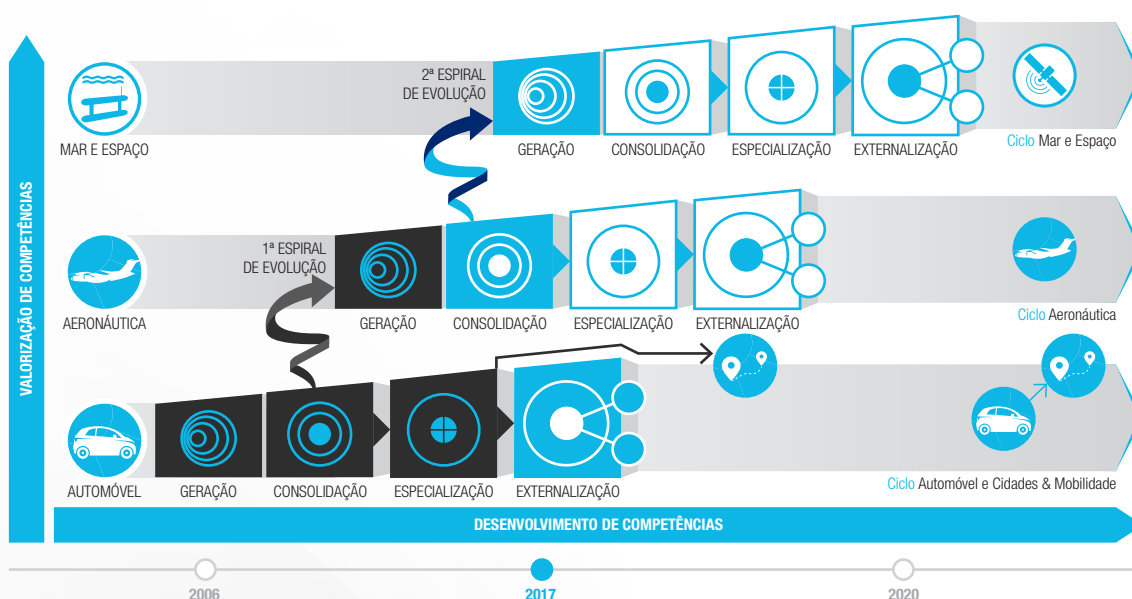 2ª ESPIRAL
DE EVOLUÇÃO
MAR E ESPAÇO
GERAÇÃO
CONSOLIDAÇÃO
ESPECIALIZAÇÃO
EXTERNALIZAÇÃO
Ciclo Mar e Espaço
VALORIZAÇÃO DE COMPETÊNCIAS
1ª ESPIRAL
DE EVOLUÇÃO
AERONÁUTICA
GERAÇÃO
CONSOLIDAÇÃO
ESPECIALIZAÇÃO
EXTERNALIZAÇÃO
Ciclo Aeronáutica
AUTOMÓVEL
GERAÇÃO
CONSOLIDAÇÃO
ESPECIALIZAÇÃO
EXTERNALIZAÇÃO
Ciclo Automóvel e Cidades & Mobilidade
DESENVOLVIMENTO DE COMPETÊNCIAS
2006
2017
2020